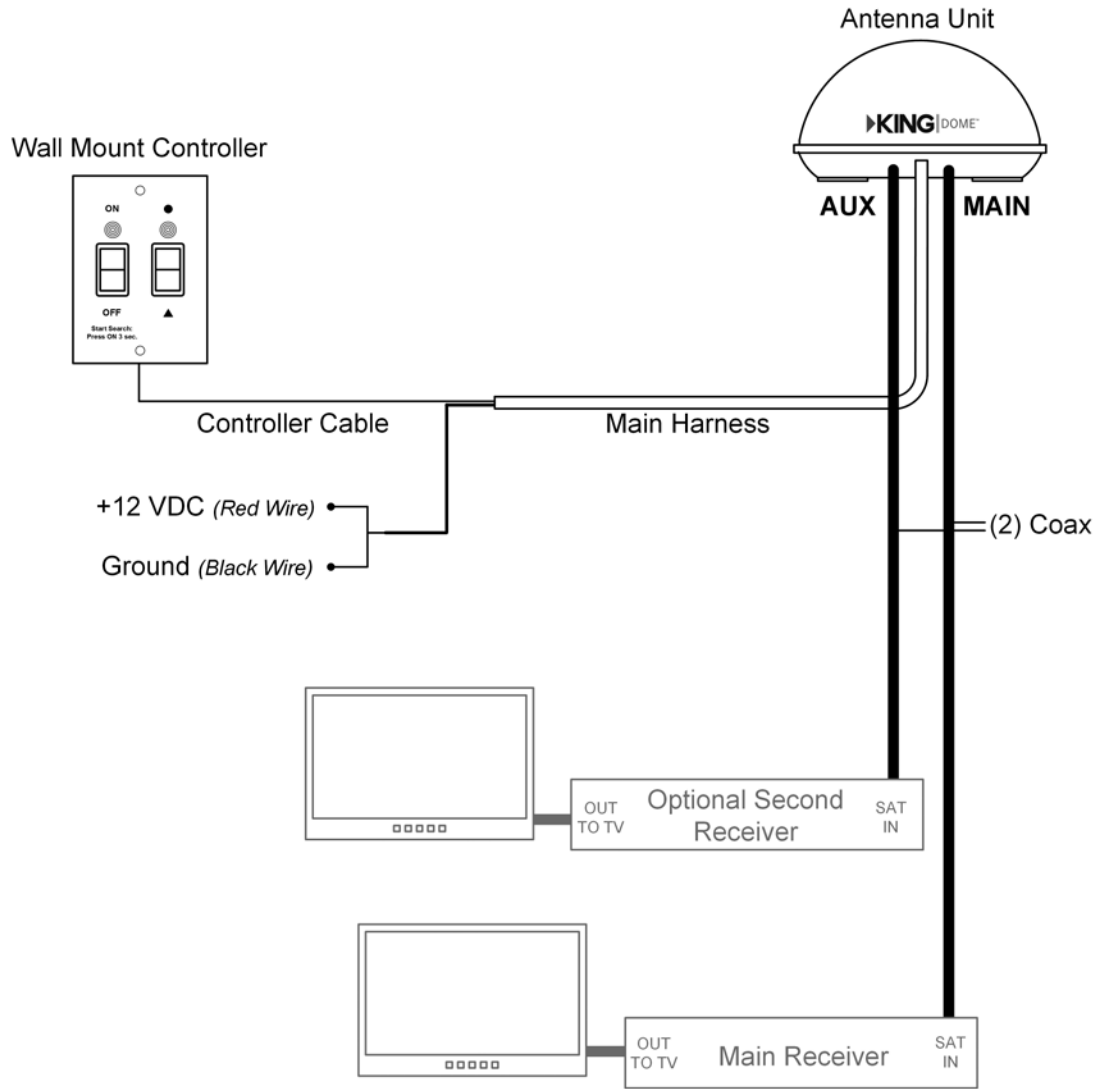 Antenna Unit
KING DOME™
AUX
MAIN
Wall Mount Controller
ON
OFF
Start Search:
Press ON 3 sec.
Controller Cable
Main Harness
+12 VDC (Red Wire)
Ground (Black Wire)
(2) Coax
OUT
TO TV
Optional Second
Receiver
SAT
IN
OUT
TO TV
Main Receiver
SAT
IN